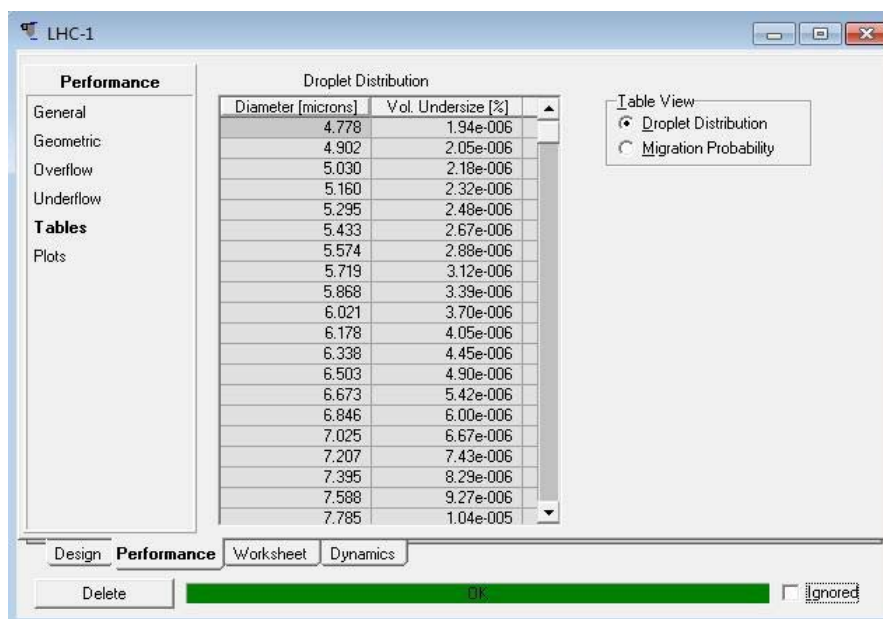 LHC-1
Performance
General
Geometric
Overflow
Underflow
Tables
Plots
Droplet Distribution
Diameter [microns] Vol. Undersize [%]
4.778 1.94e-006
4.902 2.05e-006
5.030 2.18e-006
5.160 2.32e-006
5.295 2.48e-006
5.433 2.67e-006
5.574 2.88e-006
5.719 3.12e-006
5.868 3.39e-006
6.021 3.70e-006
6.178 4.05e-006
6.338 4.45e-006
6.503 4.90e-006
6.673 5.42e-006
6.846 6.00e-006
7.025 6.67e-006
7.207 7.43e-006
7.395 8.29e-006
7.588 9.27e-006
7.785 1.04e-005
Table View
Droplet Distribution
Migration Probability
Design Performance Worksheet Dynamics
Delete OK Ignored